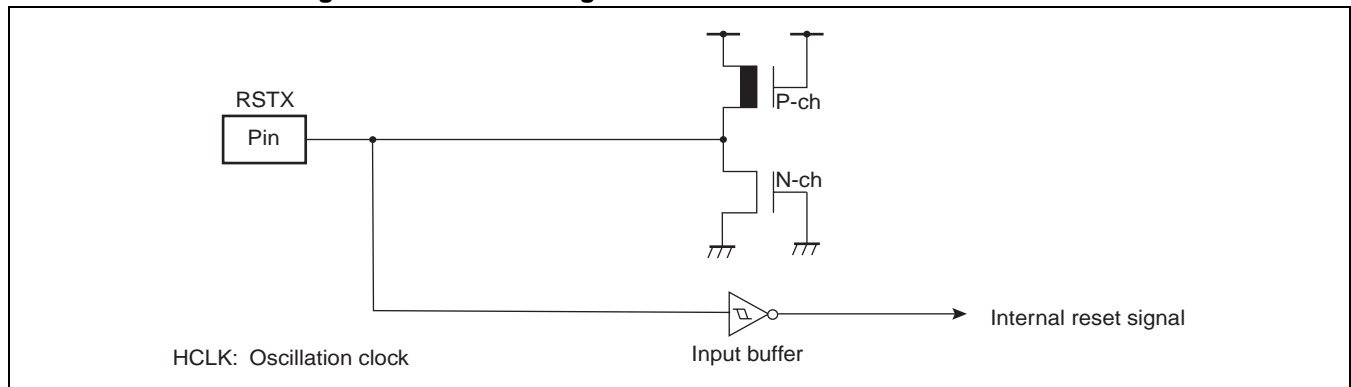 P-ch
RSTX
Pin
N-ch
Internal reset signal
HCLK: Oscillation clock
Input buffer